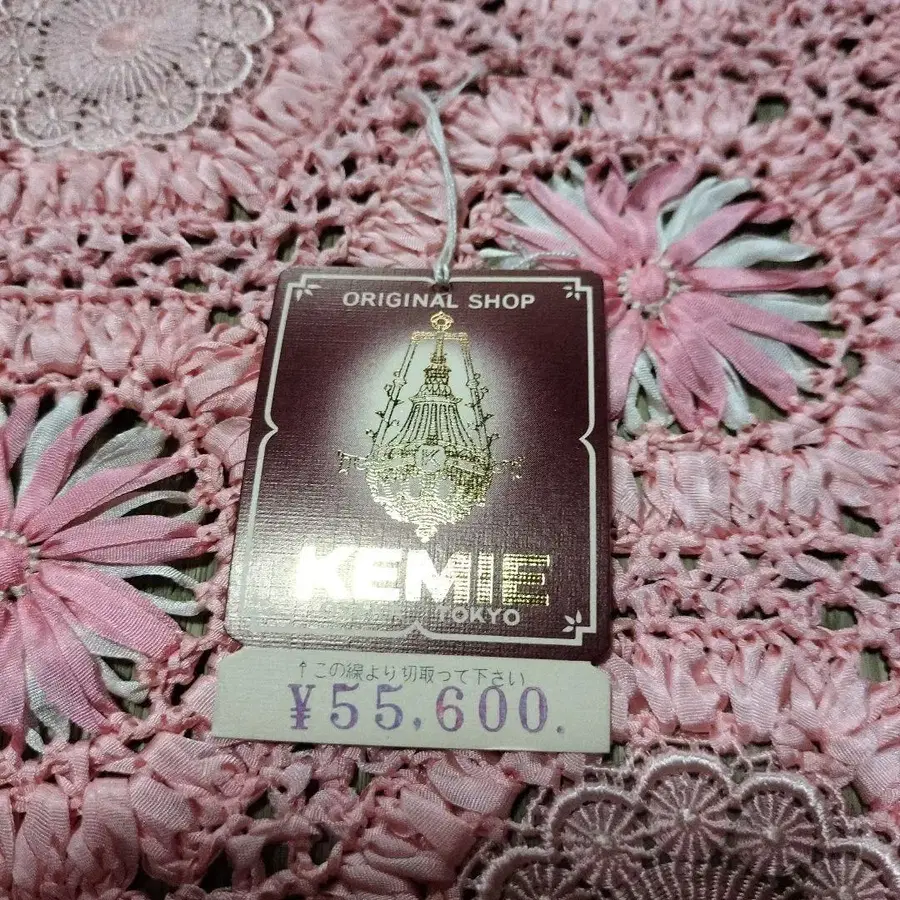 ORIGINAL SHOP
K
KEMIE
TOKYO
↑この線より切取って下さい
¥55,600.